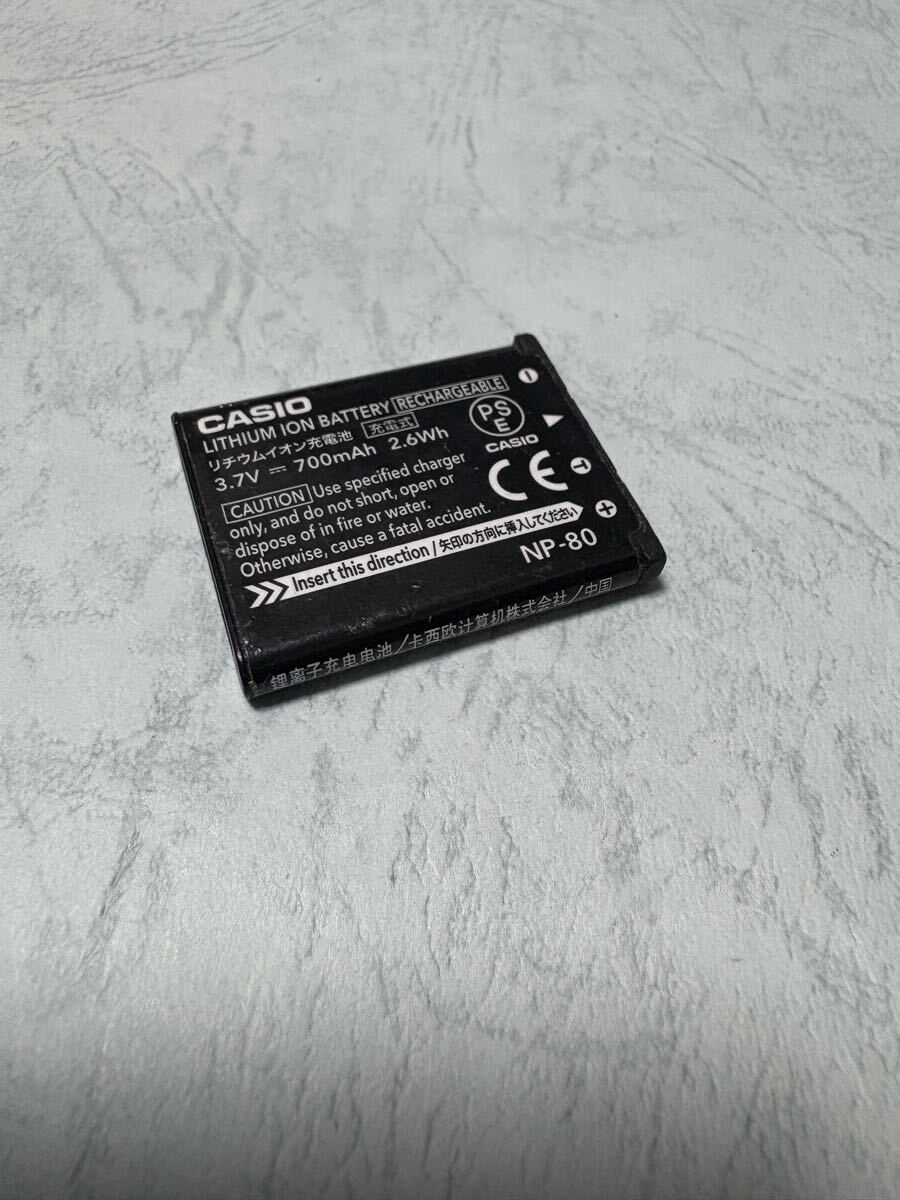 CASIO
LITHIUM ION BATTERY RECHARGEABLE
リチウムイオン充電池 充電式
3.7V ⎓ 700mAh 2.6Wh
PS
E
CASIO
CAUTION Use specified charger
only, and do not short, open or
dispose of in fire or water.
Otherwise, cause a fatal accident.
CE
T
Insert this direction/矢印の方向に挿入してください
NP-80
锂离子充电电池/卡西欧计算机株式会社/中国